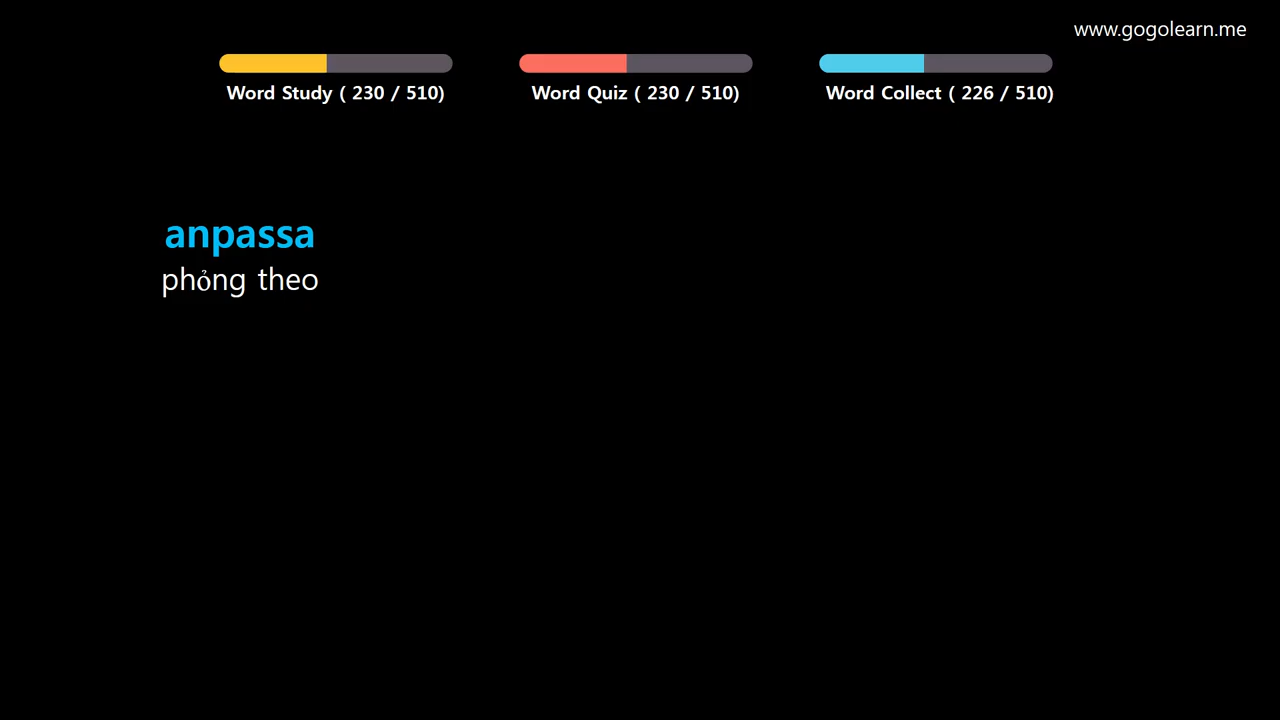 www.gogolearn.me
Word Study ( 230 / 510)
Word Quiz ( 230 / 510)
Word Collect ( 226 / 510)
anpassa
phỏng theo